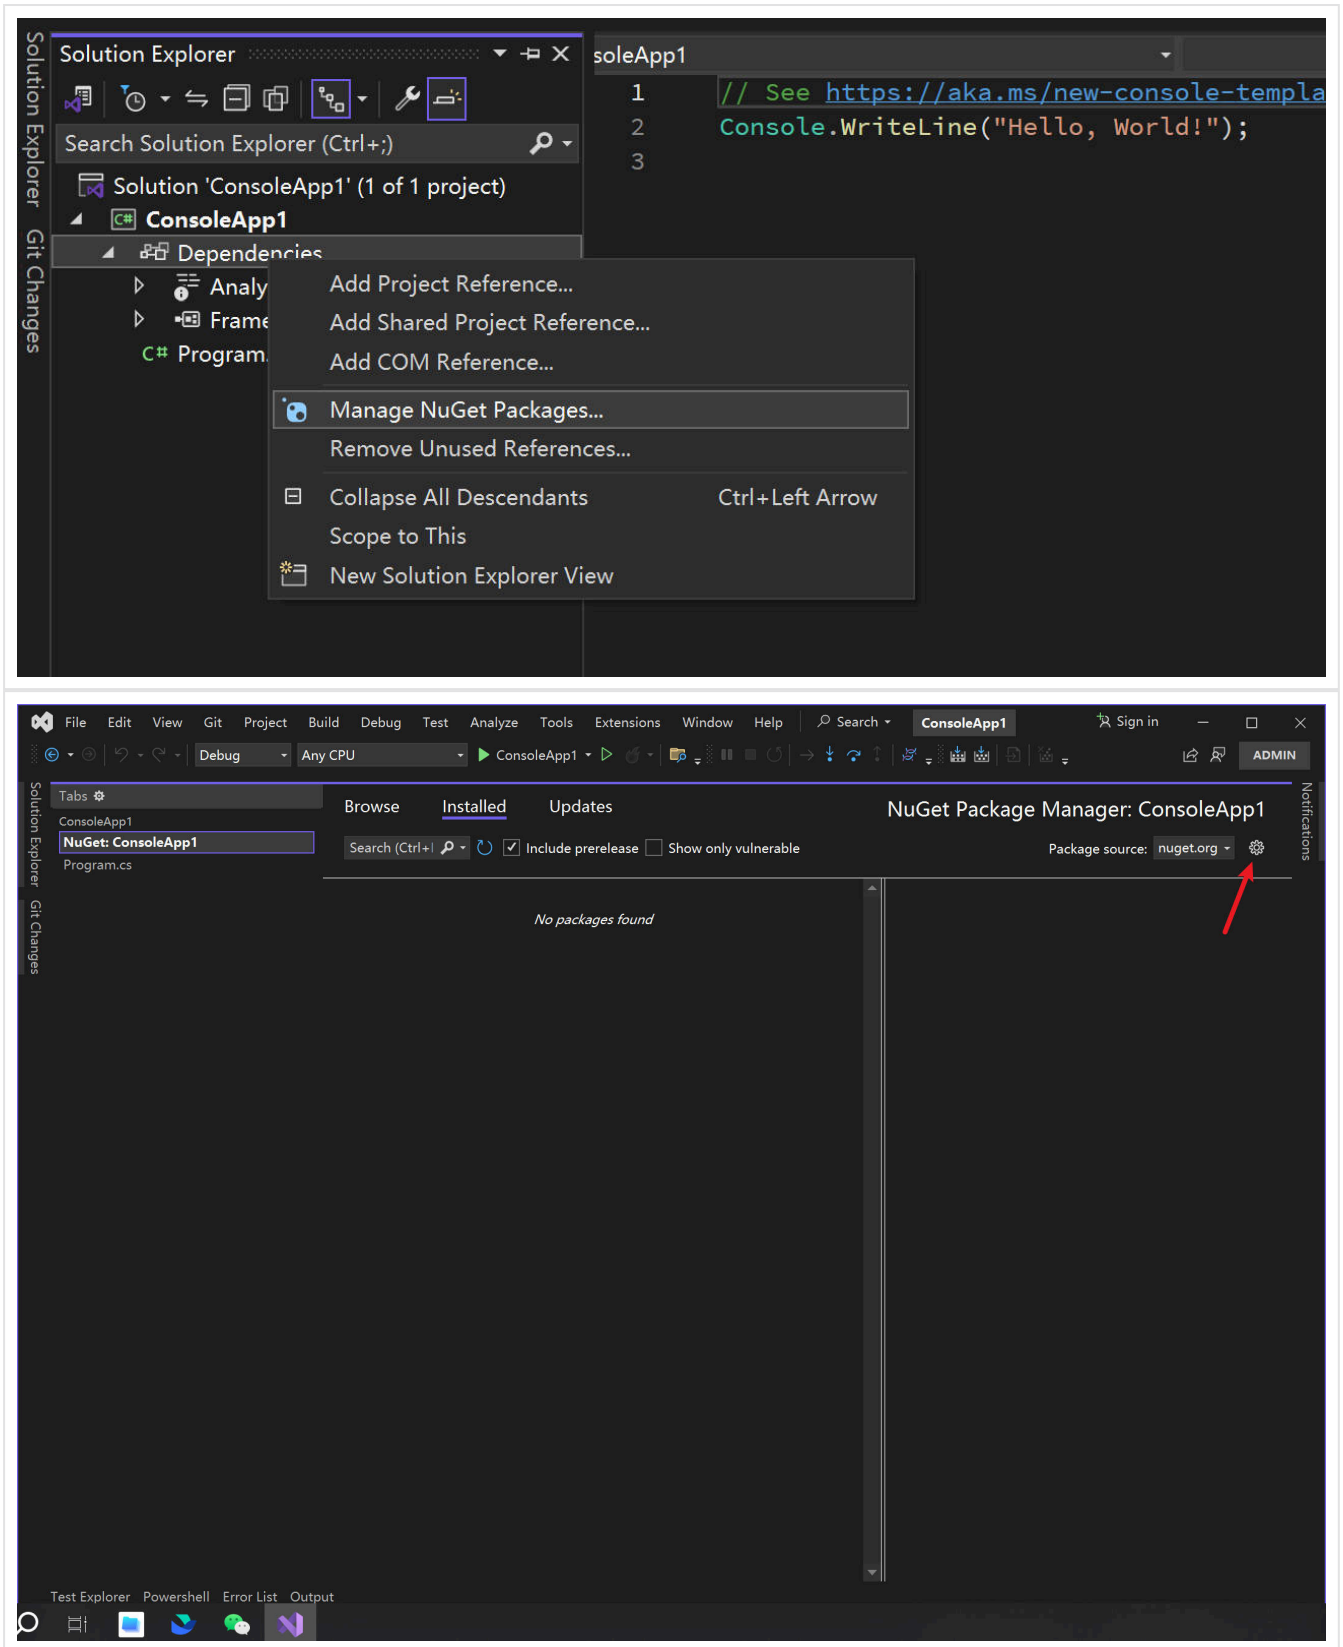 Solution Explorer
Git Changes
Solution Explorer
Search Solution Explorer (Ctrl+;)
Solution 'ConsoleApp1' (1 of 1 project)
C# ConsoleApp1
Dependencies
Analy
Frame
C# Program.
soleApp1
1 // See https://aka.ms/new-console-templa
2 Console.WriteLine("Hello, World!");
3
Add Project Reference...
Add Shared Project Reference...
Add COM Reference...
Manage NuGet Packages...
Remove Unused References...
Collapse All Descendants Ctrl+Left Arrow
Scope to This
New Solution Explorer View
File Edit View Git Project Build Debug Test Analyze Tools Extensions Window Help Search ConsoleApp1 Sign in
Debug Any CPU ConsoleApp1 ADMIN
Solution Explorer
Git Changes
Tabs
ConsoleApp1
NuGet: ConsoleApp1
Program.cs
Browse Installed Updates NuGet Package Manager: ConsoleApp1
Search (Ctrl+l Include prerelease Show only vulnerable Package source: nuget.org
Notifications
No packages found
Test Explorer Powershell Error List Output